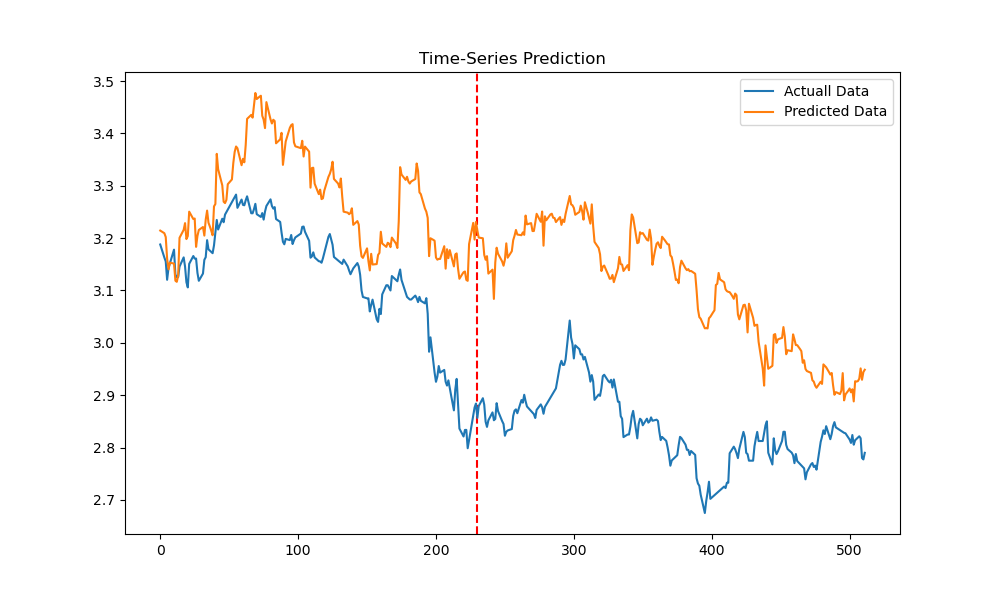 Time-Series Prediction
Actuall Data
Predicted Data
3.5
3.4
3.3
3.2
3.1
3.0
2.9
2.8
2.7
0 100 200 300 400 500